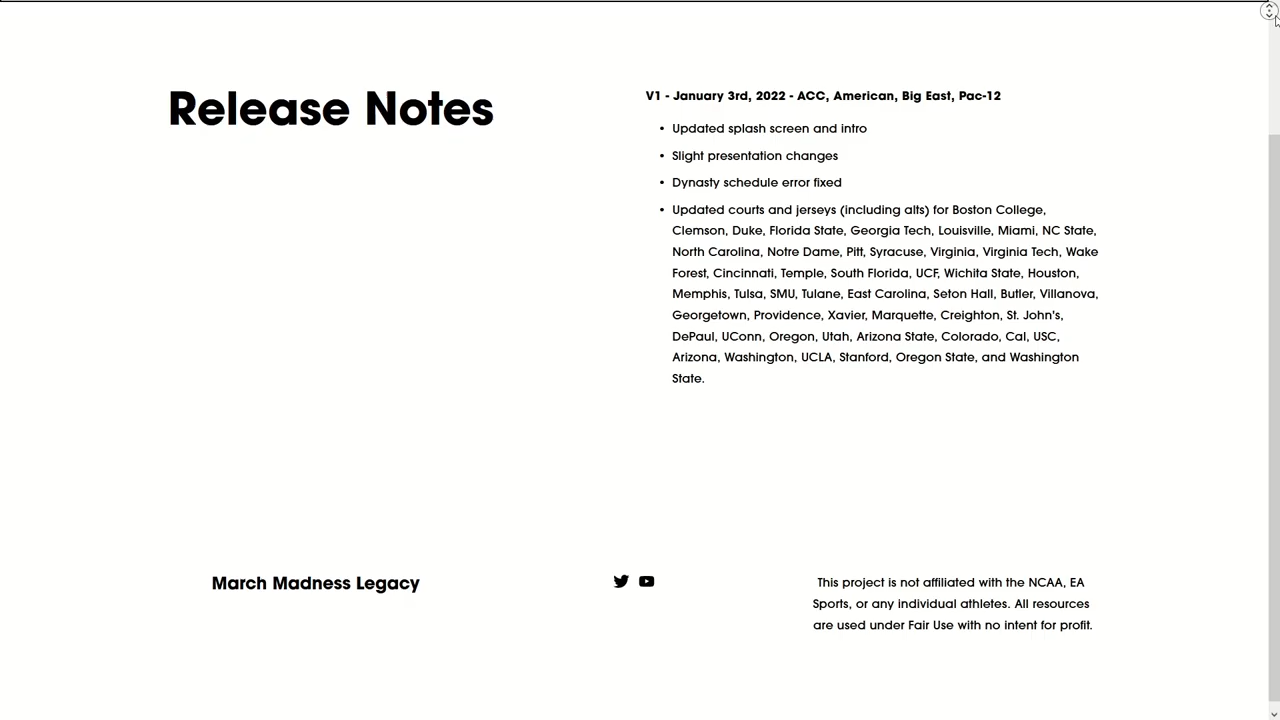 Release Notes
V1 - January 3rd, 2022 - ACC, American, Big East, Pac-12
• Updated splash screen and intro
• Slight presentation changes
• Dynasty schedule error fixed
• Updated courts and jerseys (including alts) for Boston College,
Clemson, Duke, Florida State, Georgia Tech, Louisville, Miami, NC State,
North Carolina, Notre Dame, Pitt, Syracuse, Virginia, Virginia Tech, Wake
Forest, Cincinnati, Temple, South Florida, UCF, Wichita State, Houston,
Memphis, Tulsa, SMU, Tulane, East Carolina, Seton Hall, Butler, Villanova,
Georgetown, Providence, Xavier, Marquette, Creighton, St. John's,
DePaul, UConn, Oregon, Utah, Arizona State, Colorado, Cal, USC,
Arizona, Washington, UCLA, Stanford, Oregon State, and Washington
State.
March Madness Legacy
This project is not affiliated with the NCAA, EA
Sports, or any individual athletes. All resources
are used under Fair Use with no intent for profit.